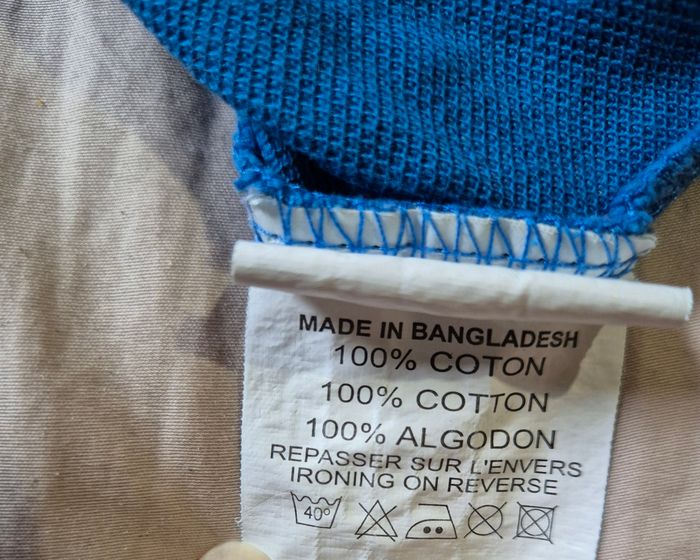 MADE IN BANGLADESH
100% COTON
100% COTTON
100% ALGODON
REPASSER SUR L'ENVERS
IRONING ON REVERSE
40°